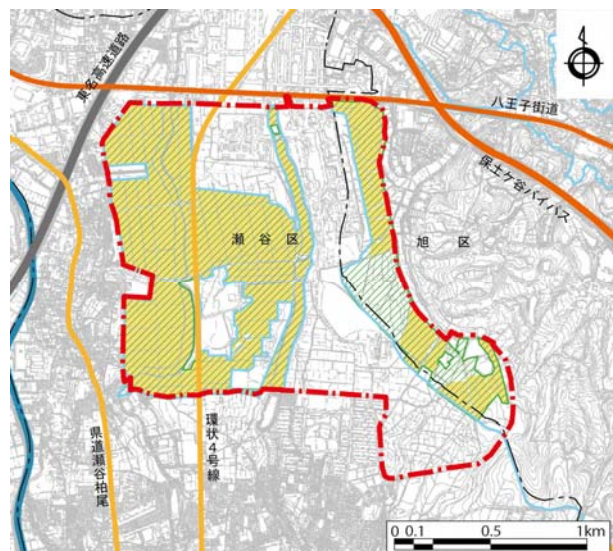 東名高速道路
八王子街道
保土ケ谷バイパス
瀬谷区
旭区
県道瀬谷柏尾
環状4号線
0 0.1 0.5 1km